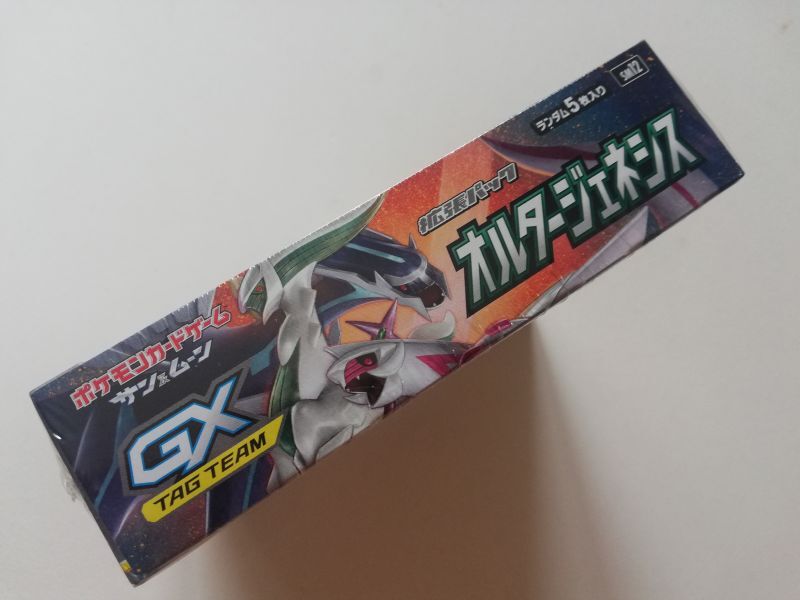 ポケモンカードゲーム
サン&ムーン
GX
TAG TEAM
拡張パック
オルタージェネシス
ランダム5枚入り
SM12